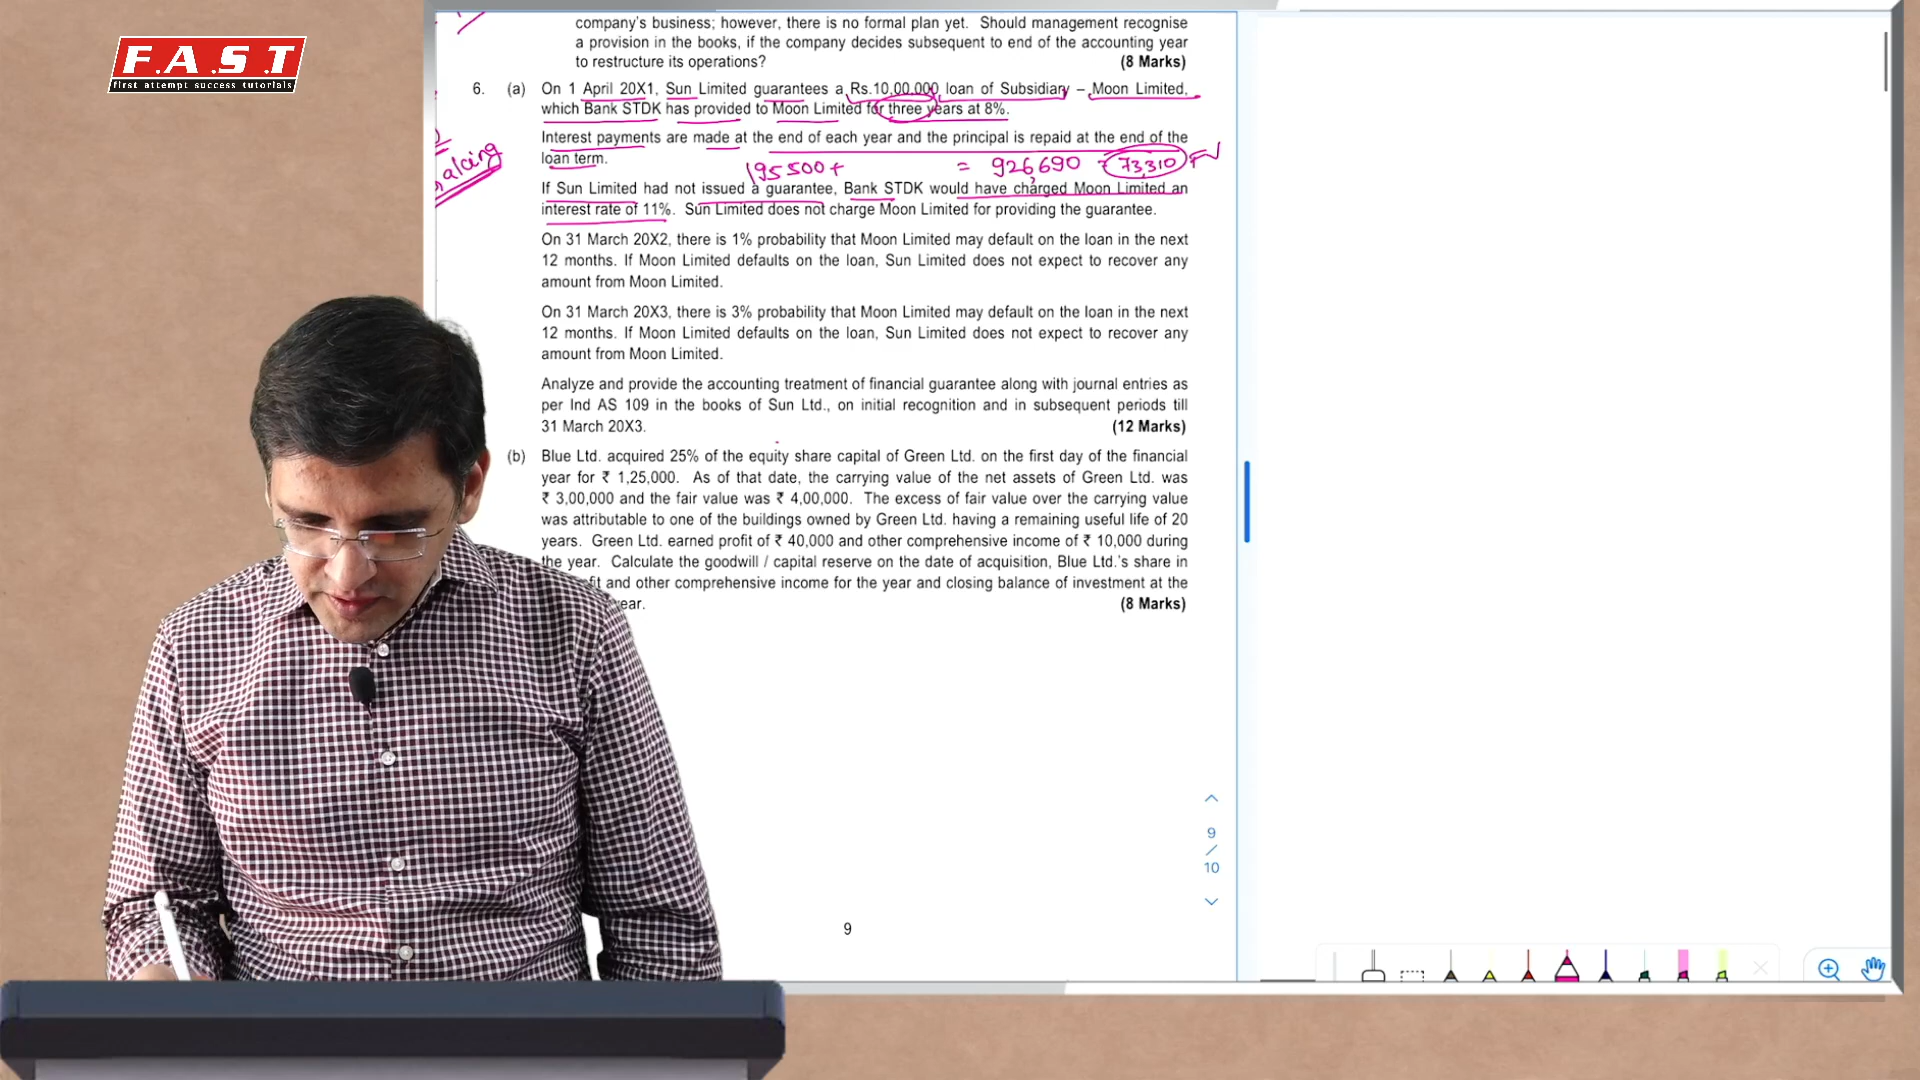 F.A.S.T
first attempt success tutorials
company's business; however, there is no formal plan yet. Should management recognise
a provision in the books, if the company decides subsequent to end of the accounting year
to restructure its operations? (8 Marks)
6. (a) On 1 April 20X1, Sun Limited guarantees a Rs.10,00,000 loan of Subsidiary – Moon Limited,
which Bank STDK has provided to Moon Limited for three years at 8%.
Interest payments are made at the end of each year and the principal is repaid at the end of the
loan term.
195500+ = 926690 73,310
If Sun Limited had not issued a guarantee, Bank STDK would have charged Moon Limited an
interest rate of 11%. Sun Limited does not charge Moon Limited for providing the guarantee.
On 31 March 20X2, there is 1% probability that Moon Limited may default on the loan in the next
12 months. If Moon Limited defaults on the loan, Sun Limited does not expect to recover any
amount from Moon Limited.
On 31 March 20X3, there is 3% probability that Moon Limited may default on the loan in the next
12 months. If Moon Limited defaults on the loan, Sun Limited does not expect to recover any
amount from Moon Limited.
Analyze and provide the accounting treatment of financial guarantee along with journal entries as
per Ind AS 109 in the books of Sun Ltd., on initial recognition and in subsequent periods till
31 March 20X3. (12 Marks)
(b) Blue Ltd. acquired 25% of the equity share capital of Green Ltd. on the first day of the financial
year for ₹ 1,25,000. As of that date, the carrying value of the net assets of Green Ltd. was
₹ 3,00,000 and the fair value was ₹ 4,00,000. The excess of fair value over the carrying value
was attributable to one of the buildings owned by Green Ltd. having a remaining useful life of 20
years. Green Ltd. earned profit of ₹ 40,000 and other comprehensive income of ₹ 10,000 during
the year. Calculate the goodwill / capital reserve on the date of acquisition, Blue Ltd.'s share in
and other comprehensive income for the year and closing balance of investment at the
(8 Marks)
9
/
10
9